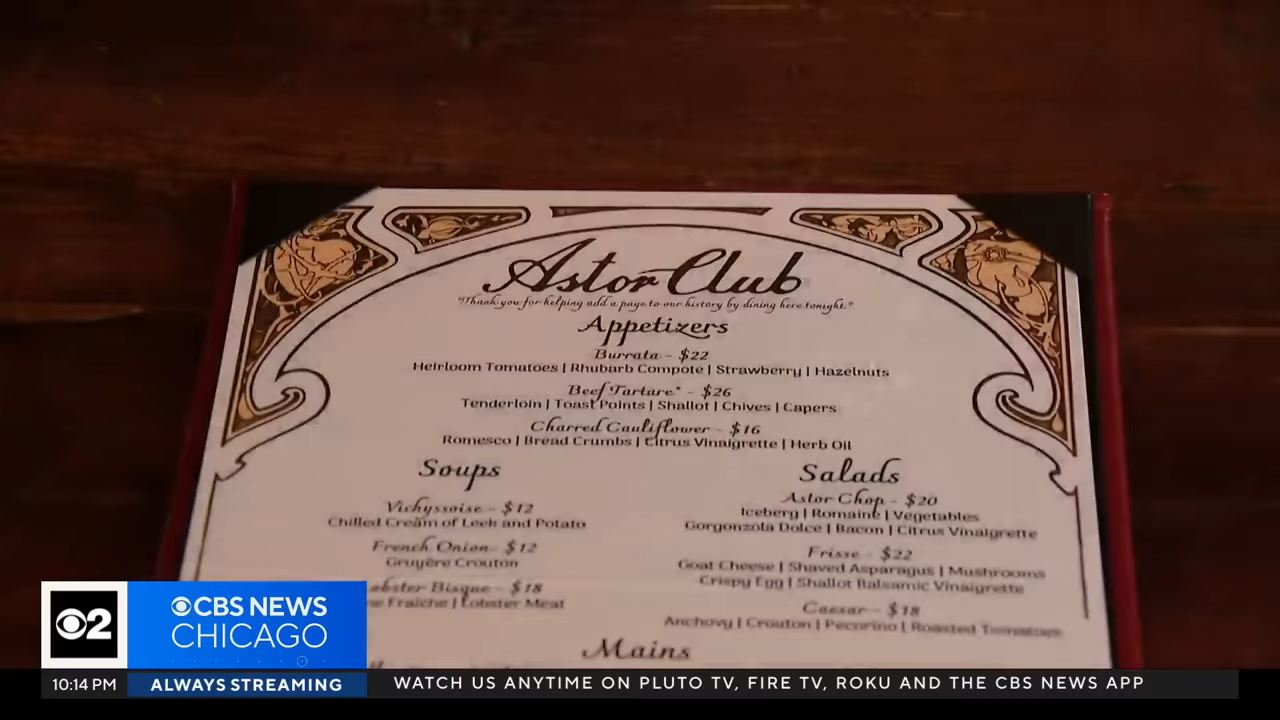 Astor Club
"Thank you for helping add a page to our history by dining here tonight."
Appetizers
Burrata - $22
Heirloom Tomatoes | Rhubarb Compote | Strawberry | Hazelnuts
Beef Tartare* - $26
Tenderloin | Toast Points | Shallot | Chives | Capers
Charred Cauliflower - $16
Romesco | Bread Crumbs | Citrus Vinaigrette | Herb Oil
Soups
Vichyssoise - $12
Chilled Cream of Leek and Potato
French Onion - $12
Gruyère Crouton
Lobster Bisque - $18
Fraîche | Lobster Meat
Salads
Astor Chop - $20
Iceberg | Romaine | Vegetables
Gorgonzola Dolce | Bacon | Citrus Vinaigrette
Frisse - $22
Goat Cheese | Shaved Asparagus | Mushrooms
Crispy Egg | Shallot Balsamic Vinaigrette
Caesar - $18
Anchovy | Crouton | Pecorino | Roasted Tomatoes
Mains
2
CBS NEWS
CHICAGO
10:14 PM
ALWAYS STREAMING
WATCH US ANYTIME ON PLUTO TV, FIRE TV, ROKU AND THE CBS NEWS APP